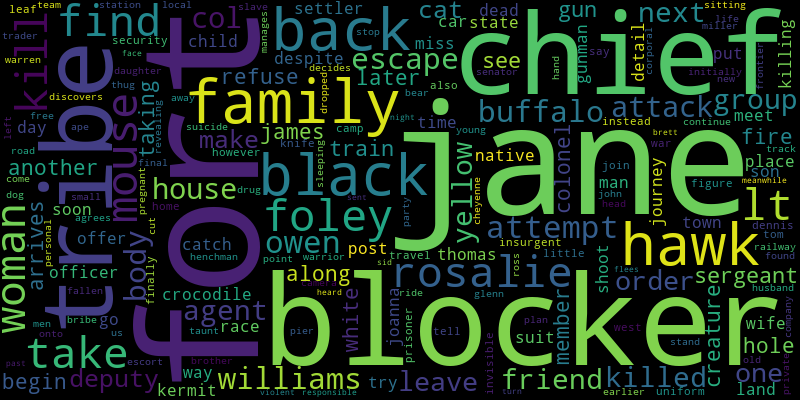 leaf
team
station
local
slave
trader
warren
kill
find
tribe
fort
col
settler
manages
security
child
face
thug
daughter
discovers
mouse
taking
refuse
back
despite
family
dropped
decides
stop
cat
miss
escape
later
bear
dead
car
state
see
also
gun
gunman
say
hand
senator
chief
next
detail
miller
corporal
put
life
initially
new
frontier
sitting
killing
left
free
ape
day
away
revealing
make
james
however
suicide
knife
camp
night
time
young
buffalo
attack
instead
group
meet
continue
brett
war
fire
track
road
another
final
catch
henchman
drug
black
train
sleeping
jane
yellow
native
cheyenne
colonel
join
man
john
head
place
figure
son
meanwhile
come
dog
small
soon
pregnant
home
house
sent
foley
party
attempt
journey
lt
town
dennis
tom
woman
arrives
agrees
offer
cut
owen
post
travel
thomas
insurgent
little
ross
shoot
hawk
railway
found
officer
personal
finally
body
point
warrior
heard
sid
along
rosalie
order
sergeant
flees
husband
fallen
men
bribe
go
crocodile
agent
white
joanna
ride
glenn
blocker
member
creature
wife
company
take
onto
us
taunt
race
pier
prisoner
tell
plan
suit
west
stand
hole
private
past
begin
deputy
escort
way
kermit
brother
williams
violent
responsible
try
leave
invisible
turn
friend
killed
earlier
uniform
land
one
old